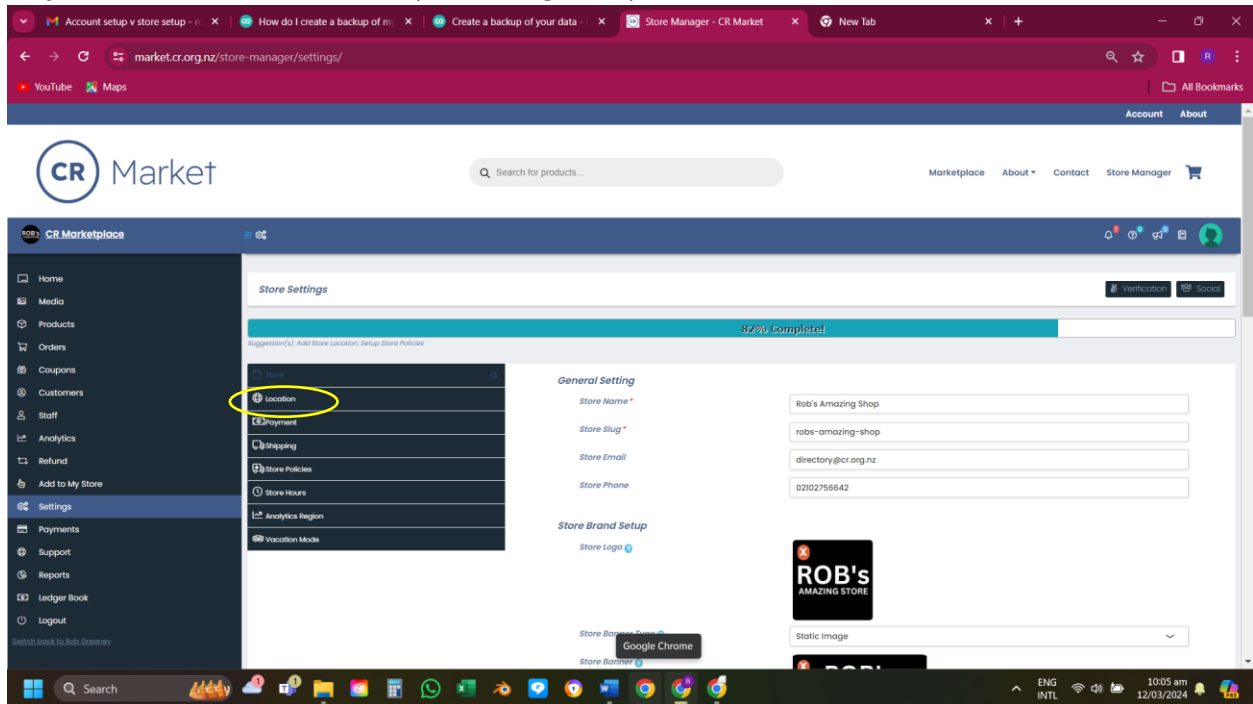 Account setup v store setup - n
How do I create a backup of my
Create a backup of your data -
Store Manager - CR Market
New Tab
market.cr.org.nz/store-manager/settings/
R
YouTube
Maps
All Bookmarks
Account About
CR Market
Search for products...
Marketplace About Contact Store Manager
ROB's CR Marketplace
Home
Media
Products
Orders
Coupons
Customers
Staff
Analytics
Refund
Add to My Store
Settings
Payments
Support
Reports
Ledger Book
Logout
Switch back to Rob Greaney
Store Settings
Verification Social
82% Complete!
Suggestion(s): Add Store Location, Setup Store Policies
Store
Location
Payment
Shipping
Store Policies
Store Hours
Analytics Region
Vacation Mode
General Setting
Store Name * Rob's Amazing Shop
Store Slug * robs-amazing-shop
Store Email directory@cr.org.nz
Store Phone 02102756642
Store Brand Setup
Store Logo
ROB's
AMAZING STORE
Store Banner Type Static Image
Google Chrome
Store Banner
Search
ENG
INTL
10:05 am
12/03/2024